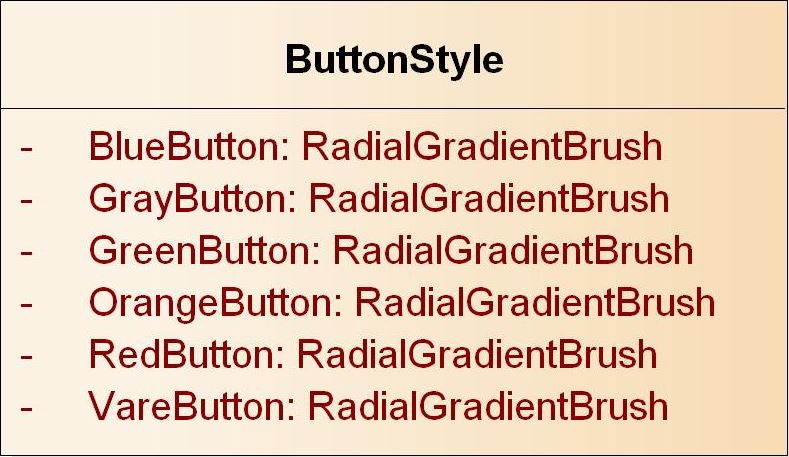 ButtonStyle
- BlueButton: RadialGradientBrush
- GrayButton: RadialGradientBrush
- GreenButton: RadialGradientBrush
- OrangeButton: RadialGradientBrush
- RedButton: RadialGradientBrush
- VareButton: RadialGradientBrush